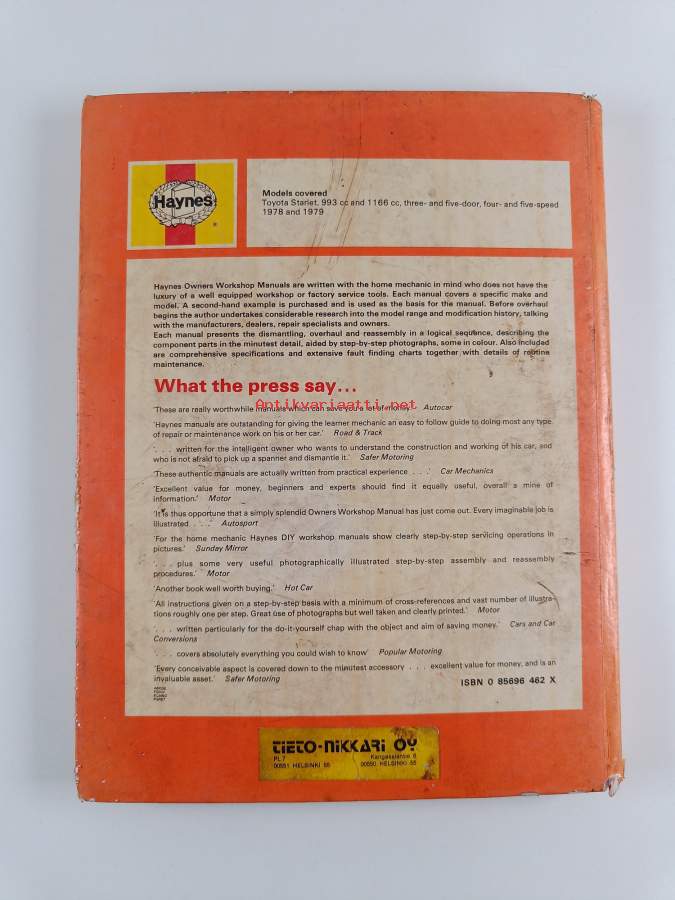 Haynes
Models covered
Toyota Starlet, 993 cc and 1166 cc, three- and five-door, four- and five-speed
1978 and 1979
Haynes Owners Workshop Manuals are written with the home mechanic in mind who does not have the
luxury of a well equipped workshop or factory service tools. Each manual covers a specific make and
model. A second-hand example is purchased and is used as the basis for the manual. Before overhaul
begins the author undertakes considerable research into the model range and modification history, talking
with the manufacturers, dealers, repair specialists and owners.
Each manual presents the dismantling, overhaul and reassembly in a logical sequence, describing the
component parts in the minutest detail, aided by step-by-step photographs, some in colour. Also included
are comprehensive specifications and extensive fault finding charts together with details of routine
maintenance.
What the press say...
Antikvariaatti.net
'These are really worthwhile manuals which can save you a lot of money.' Autocar
'Haynes manuals are outstanding for giving the learner mechanic an easy to follow guide to doing most any type
of repair or maintenance work on his or her car.' Road & Track
'. . . written for the intelligent owner who wants to understand the construction and working of his car, and
who is not afraid to pick up a spanner and dismantle it.' Safer Motoring
'These authentic manuals are actually written from practical experience . . .' Car Mechanics
'Excellent value for money, beginners and experts should find it equally useful, overall a mine of
information.' Motor
'It is thus opportune that a simply splendid Owners Workshop Manual has just come out. Every imaginable job is
illustrated . . .' Autosport
'For the home mechanic Haynes DIY workshop manuals show clearly step-by-step servicing operations in
pictures.' Sunday Mirror
'. . . plus some very useful photographically illustrated step-by-step assembly and reassembly
procedures.' Motor
'Another book well worth buying.' Hot Car
'All instructions given on a step-by-step basis with a minimum of cross-references and vast number of illustra-
tions roughly one per step. Great use of photographs but well taken and clearly printed.' Motor
'. . . written particularly for the do-it-yourself chap with the object and aim of saving money.' Cars and Car
Conversions
'. . . covers absolutely everything you could wish to know' Popular Motoring
'Every conceivable aspect is covered down to the minutest accessory . . . excellent value for money, and is an
invaluable asset.' Safer Motoring
ISBN 0 85696 462 X
TIETO-NIKKARI OY
PL 7 Kangasalantie 8
00551 HELSINKI 55 00550 HELSINKI 55